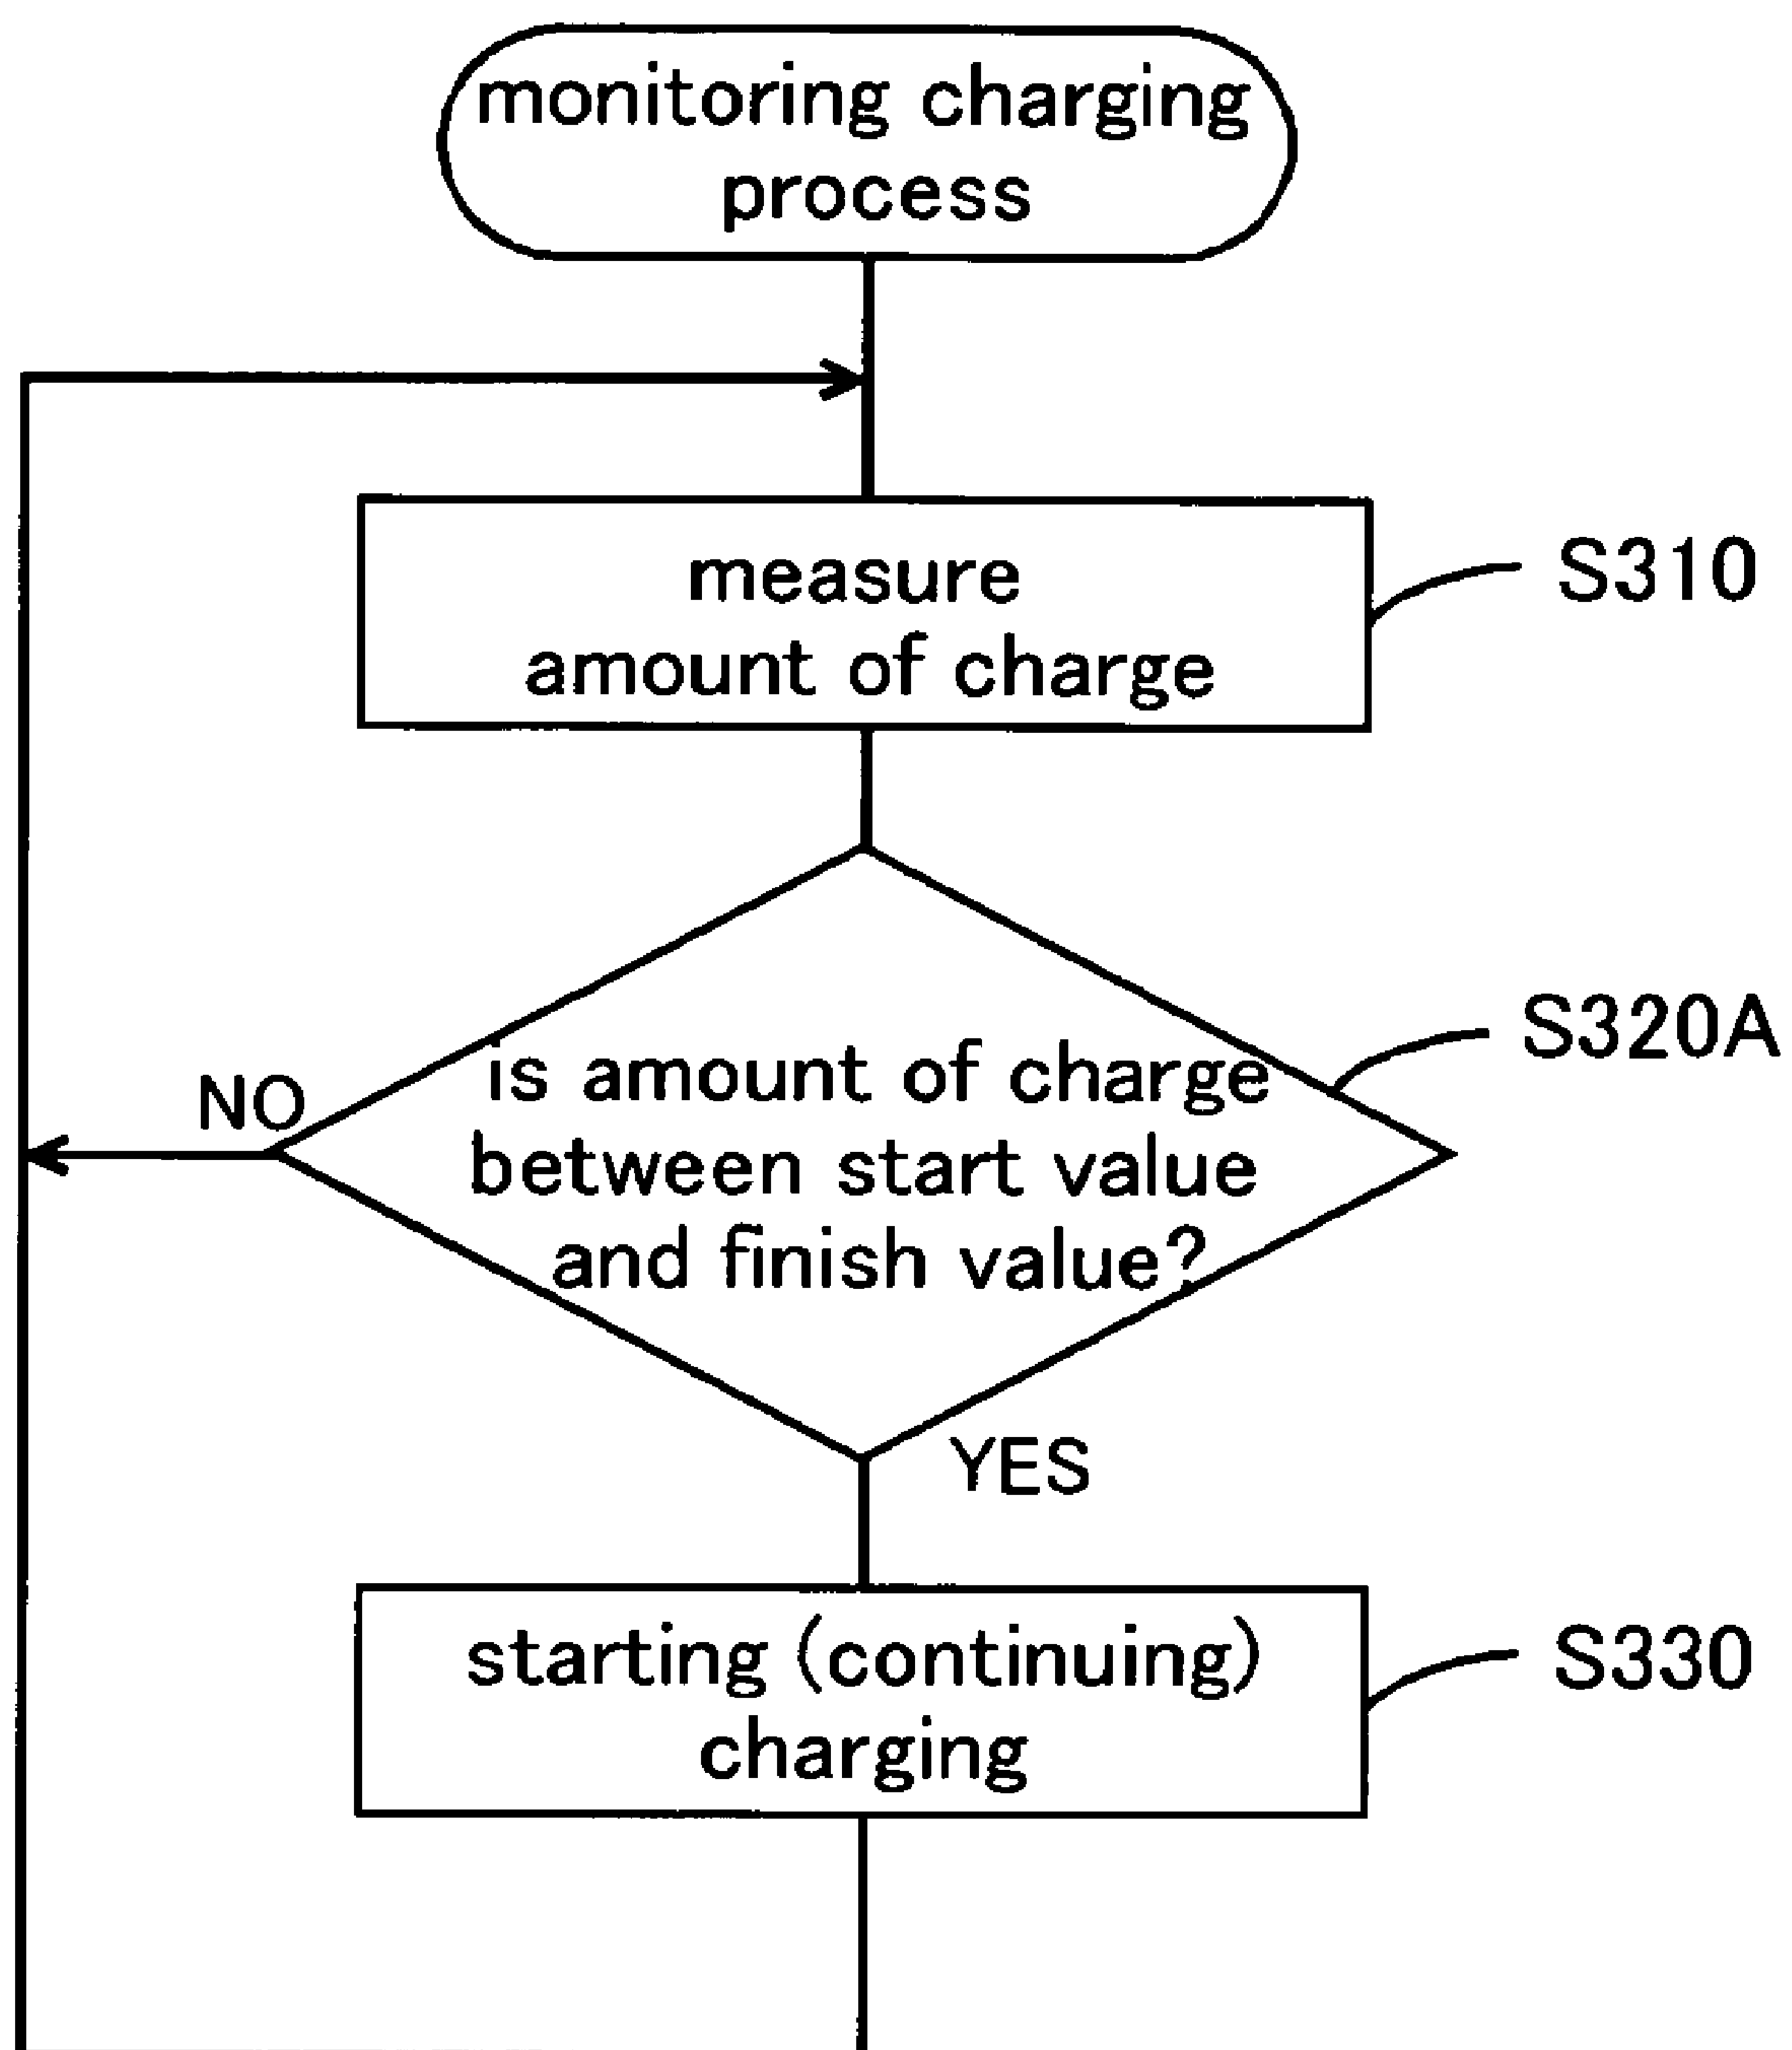 monitoring charging
process
measure
amount of charge
S310
is amount of charge
between start value
and finish value?
S320A
NO
YES
starting (continuing)
charging
S330